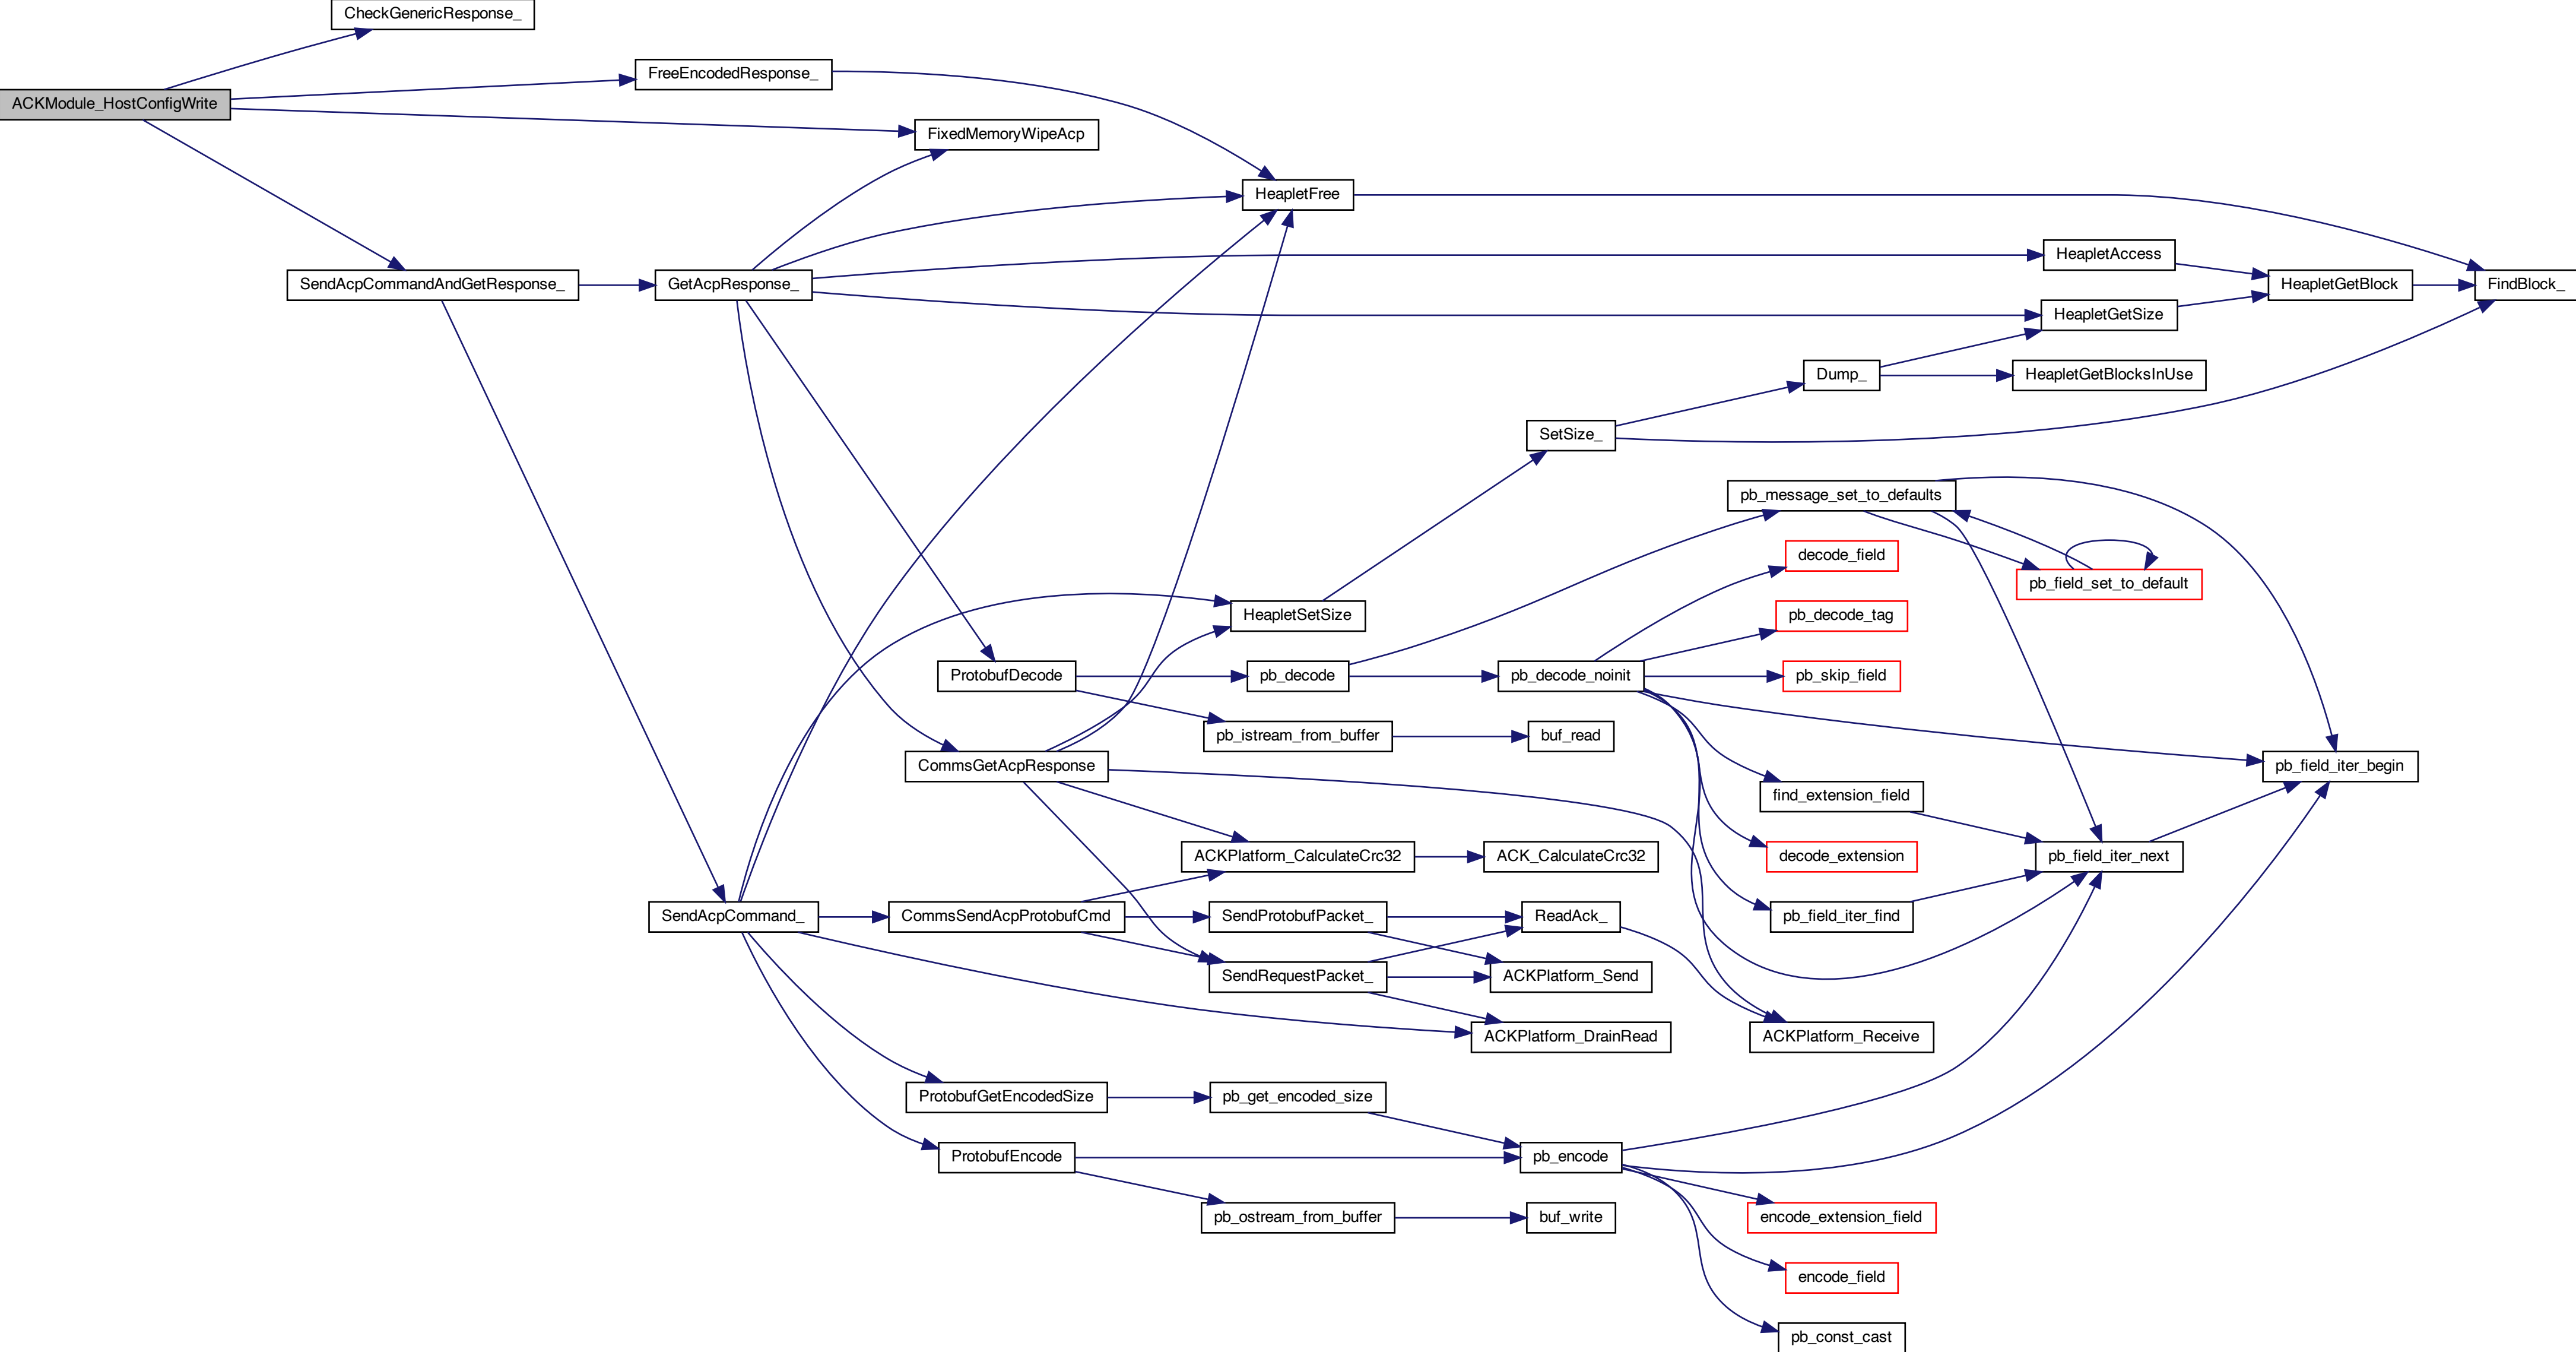 CheckGenericResponse_
FreeEncodedResponse_
ACKModule_HostConfigWrite
FixedMemoryWipeAcp
HeapletFree
HeapletAccess
SendAcpCommandAndGetResponse_
GetAcpResponse_
HeapletGetBlock
FindBlock_
HeapletGetSize
Dump_
HeapletGetBlocksInUse
SetSize_
pb_message_set_to_defaults
decode_field
pb_field_set_to_default
HeapletSetSize
pb_decode_tag
ProtobufDecode
pb_decode
pb_decode_noinit
pb_skip_field
pb_istream_from_buffer
buf_read
CommsGetAcpResponse
pb_field_iter_begin
find_extension_field
ACKPlatform_CalculateCrc32
ACK_CalculateCrc32
decode_extension
pb_field_iter_next
SendAcpCommand_
CommsSendAcpProtobufCmd
SendProtobufPacket_
ReadAck_
pb_field_iter_find
SendRequestPacket_
ACKPlatform_Send
ACKPlatform_DrainRead
ACKPlatform_Receive
ProtobufGetEncodedSize
pb_get_encoded_size
ProtobufEncode
pb_encode
pb_ostream_from_buffer
buf_write
encode_extension_field
encode_field
pb_const_cast